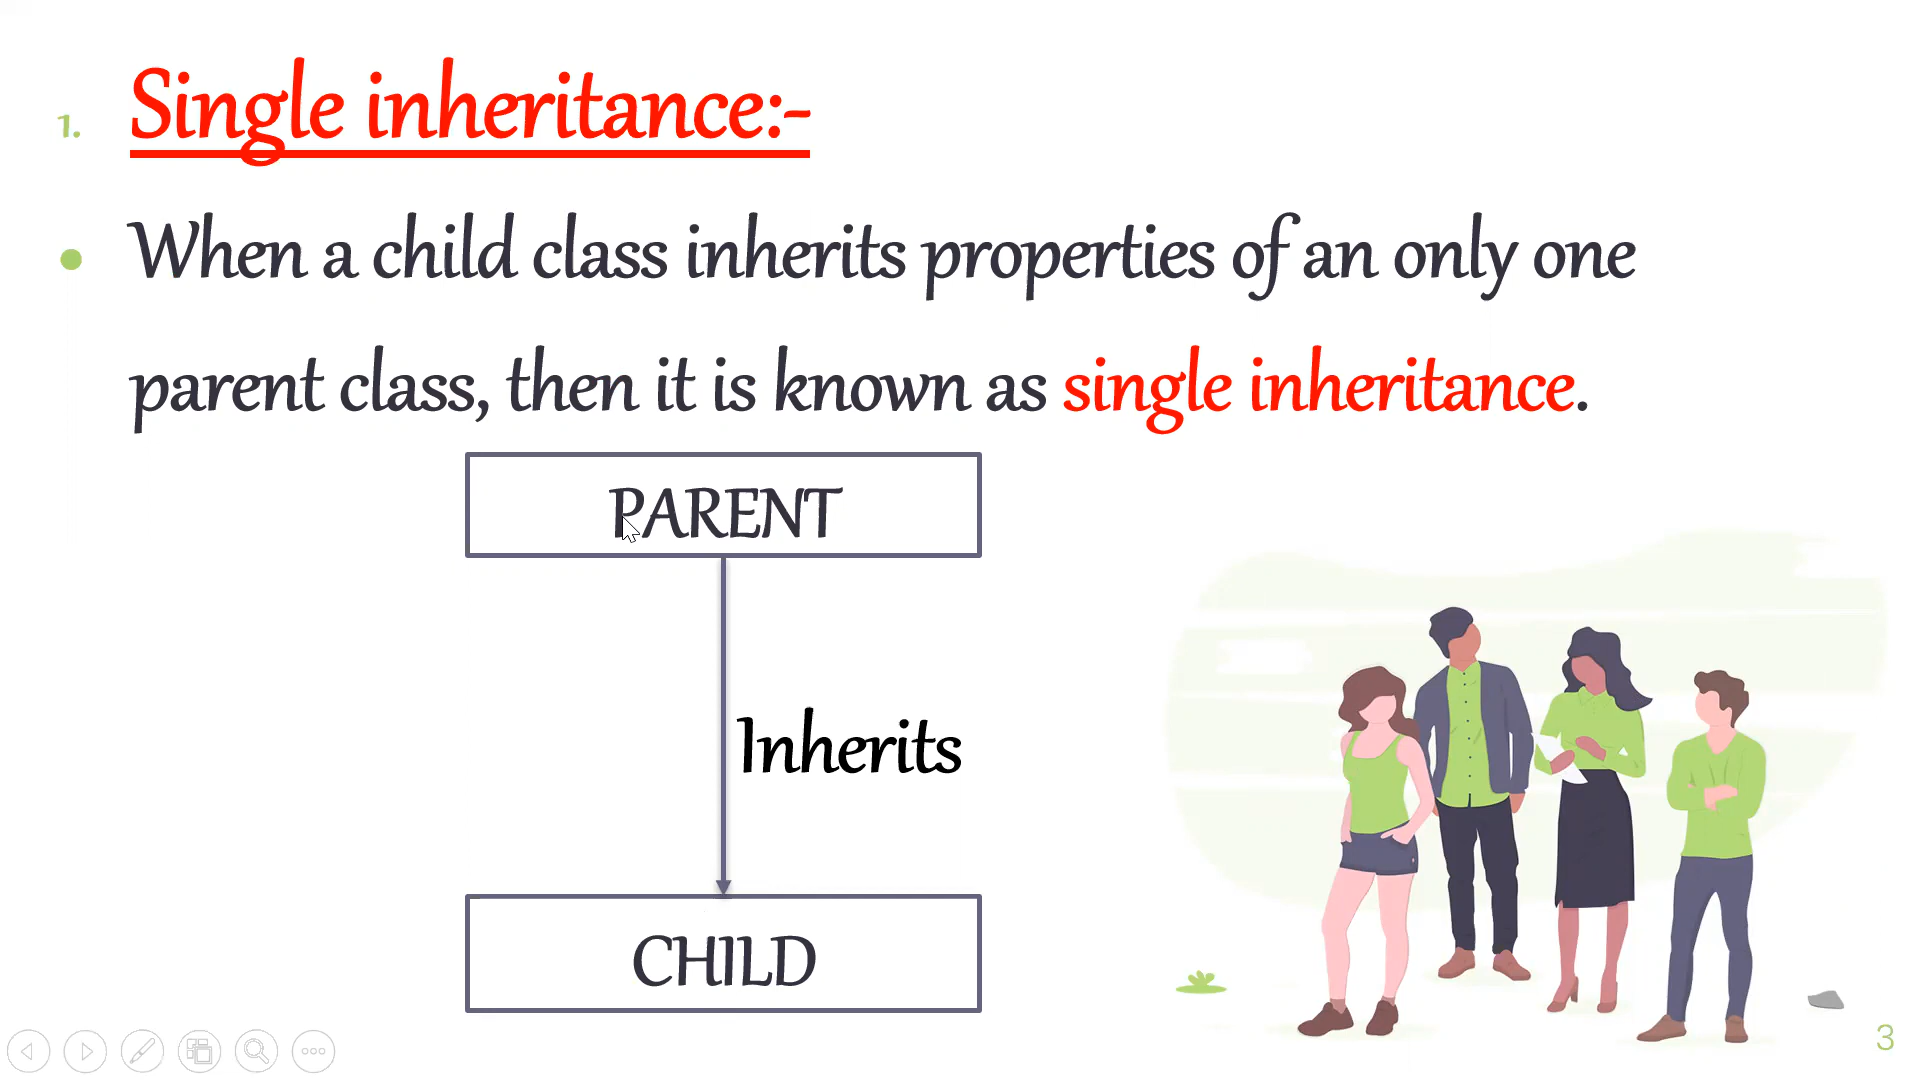 1. Single inheritance:-
• When a child class inherits properties of an only one
parent class, then it is known as single inheritance.
PARENT
Inherits
CHILD
3